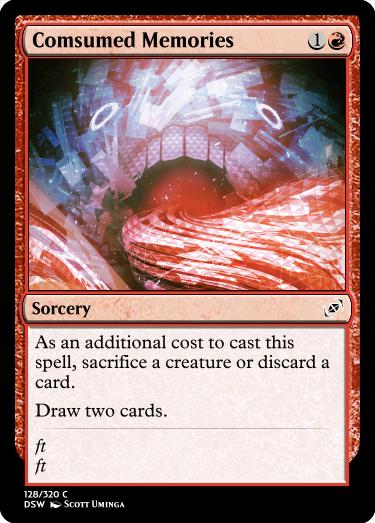 Comsumed Memories 1
Sorcery
As an additional cost to cast this
spell, sacrifice a creature or discard a
card.
Draw two cards.
ft
ft
128/320 C
DSW Scott Uminga